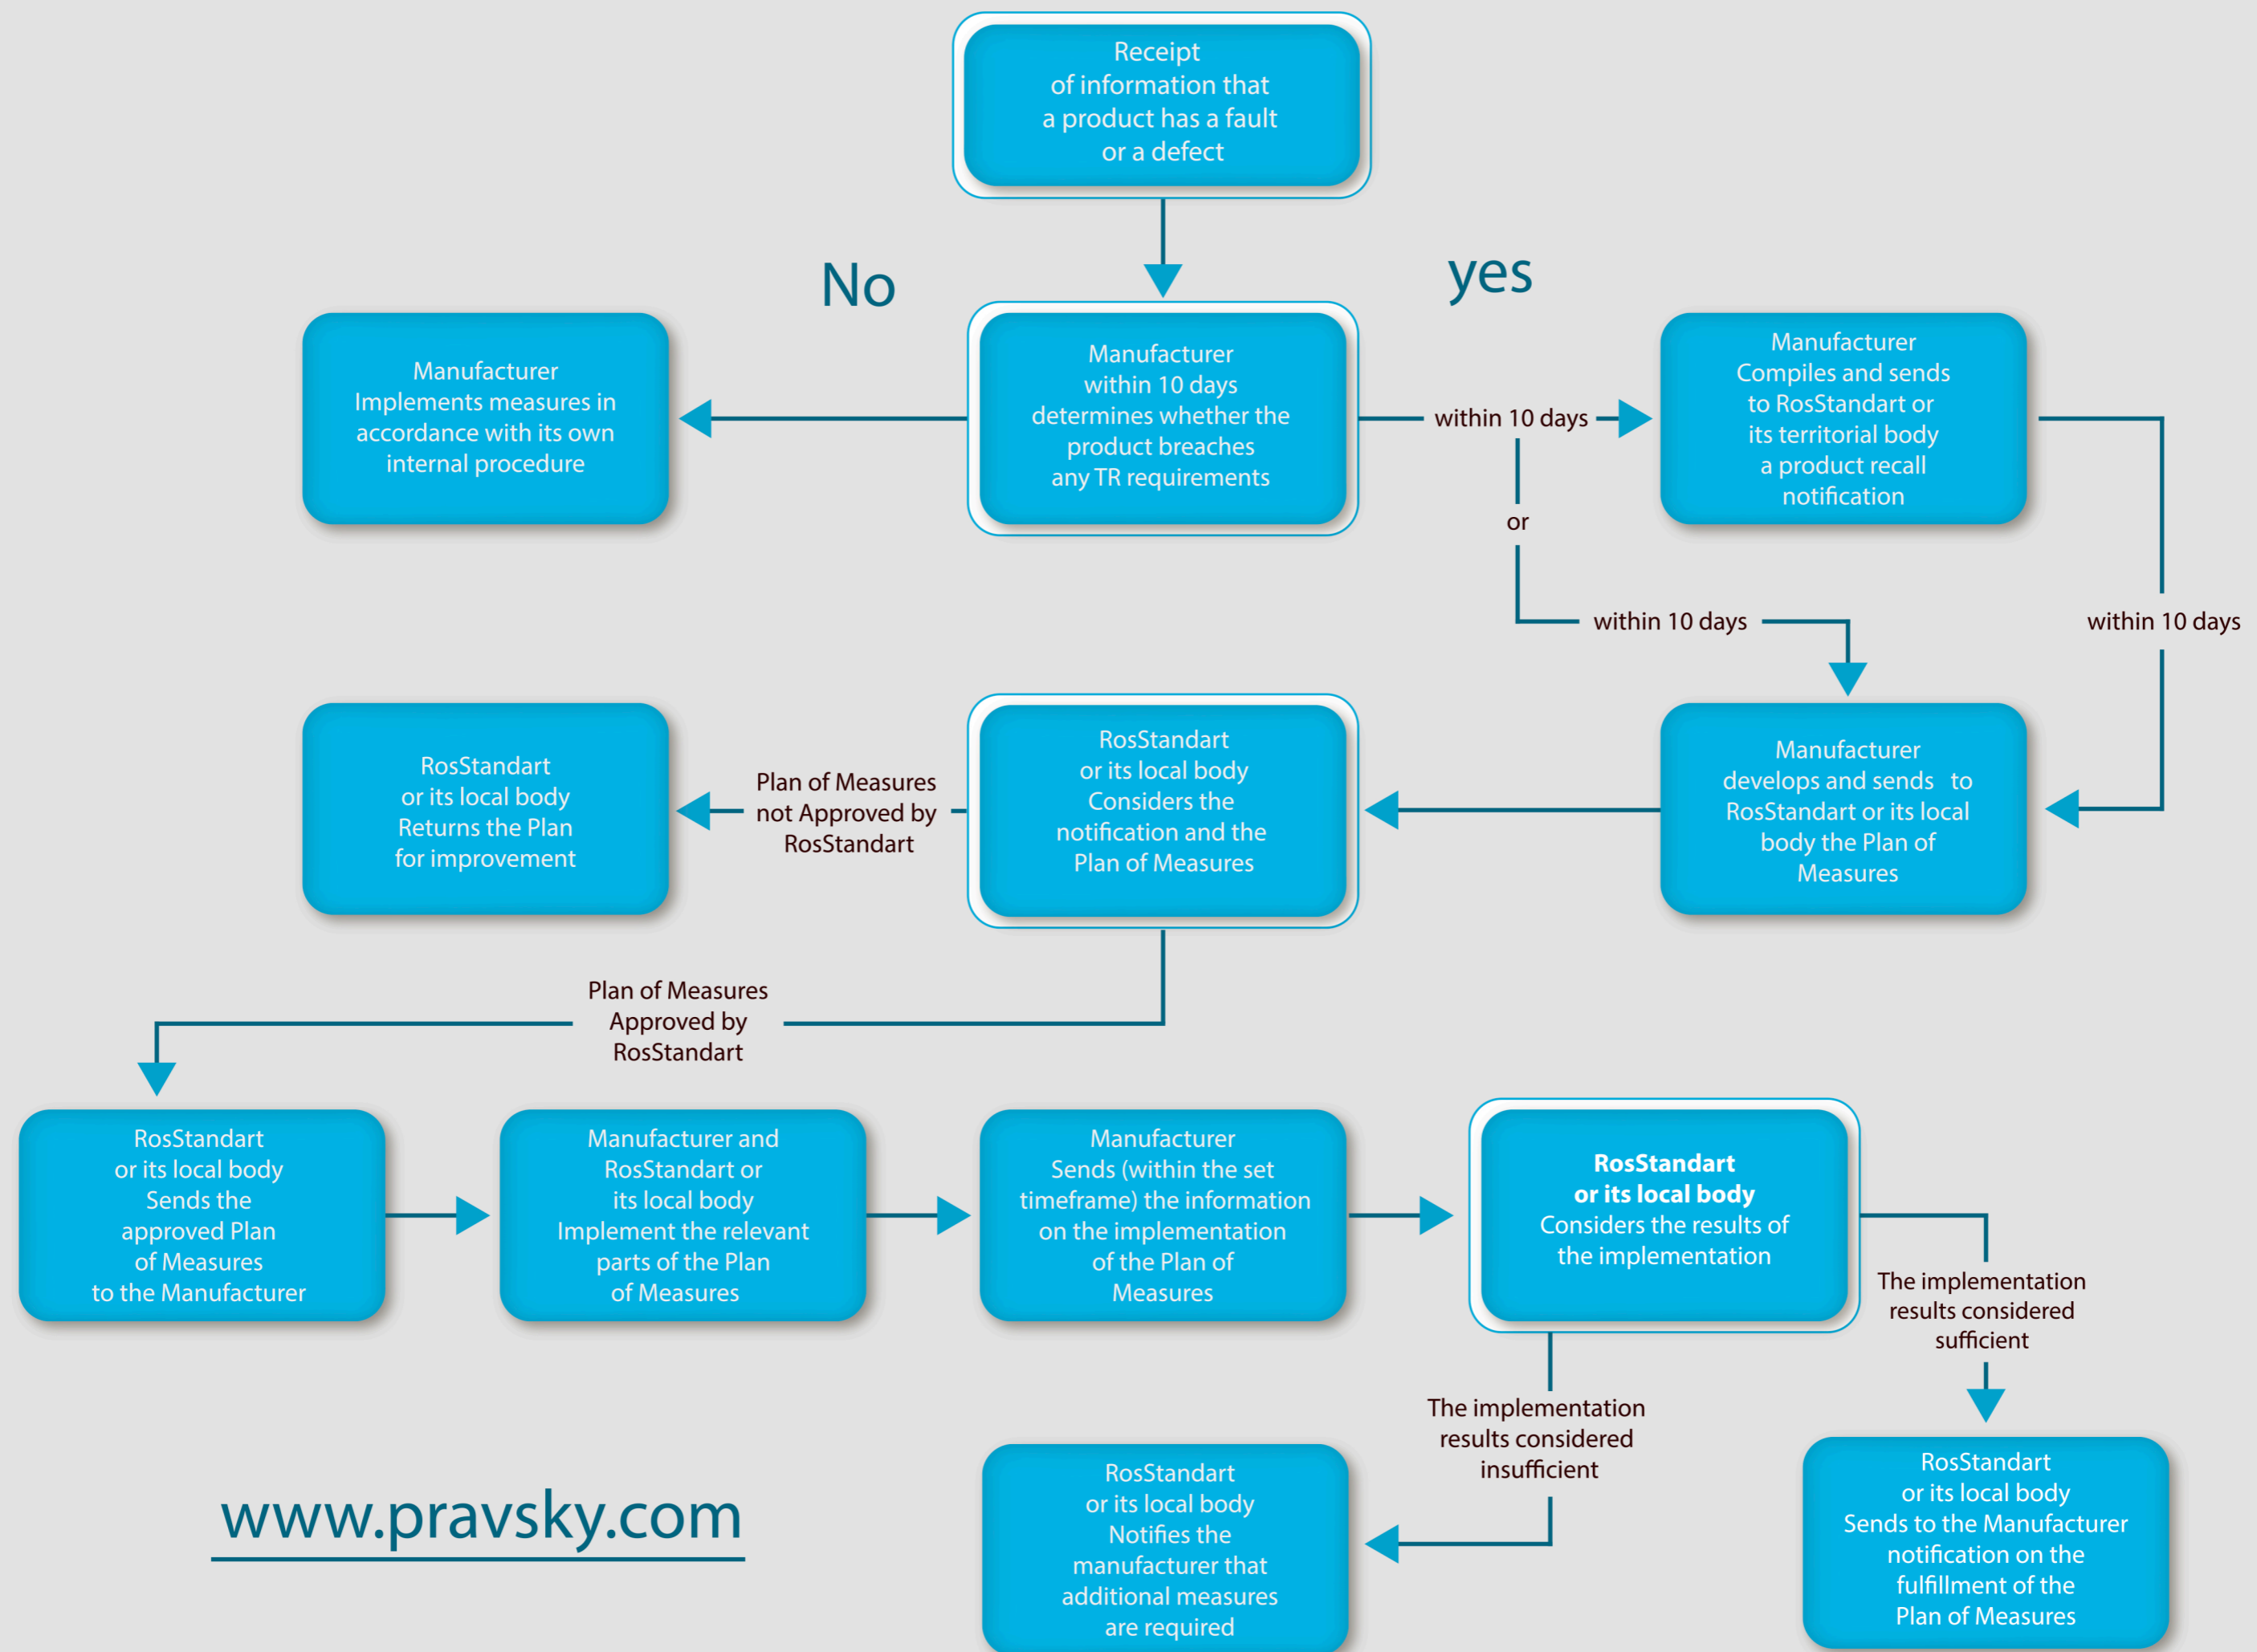 Receipt
of information that
a product has a fault
or a defect
No
yes
Manufacturer
Implements measures in
accordance with its own
internal procedure
Manufacturer
within 10 days
determines whether the
product breaches
any TR requirements
within 10 days
or
within 10 days
Manufacturer
Compiles and sends
to RosStandart or
its territorial body
a product recall
notification
within 10 days
RosStandart
or its local body
Returns the Plan
for improvement
Plan of Measures
not Approved by
RosStandart
RosStandart
or its local body
Considers the
notification and the
Plan of Measures
Manufacturer
develops and sends to
RosStandart or its local
body the Plan of
Measures
Plan of Measures
Approved by
RosStandart
RosStandart
or its local body
Sends the
approved Plan
of Measures
to the Manufacturer
Manufacturer and
RosStandart or
its local body
Implement the relevant
parts of the Plan
of Measures
Manufacturer
Sends (within the set
timeframe) the information
on the implementation
of the Plan of
Measures
RosStandart
or its local body
Considers the results of
the implementation
The implementation
results considered
sufficient
The implementation
results considered
insufficient
www.pravsky.com
RosStandart
or its local body
Notifies the
manufacturer that
additional measures
are required
RosStandart
or its local body
Sends to the Manufacturer
notification on the
fulfillment of the
Plan of Measures